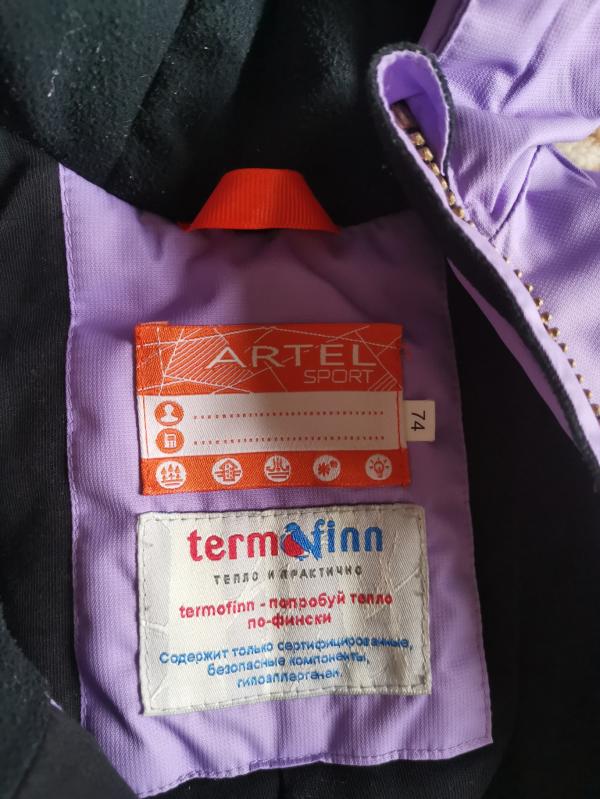 ARTEL
SPORT
74
termofinn
ТЕПЛО И ПРАКТИЧНО
termofinn - попробуй тепло
по-фински
Содержит только сертифицированные,
безопасные компоненты,
гипоаллергенен.